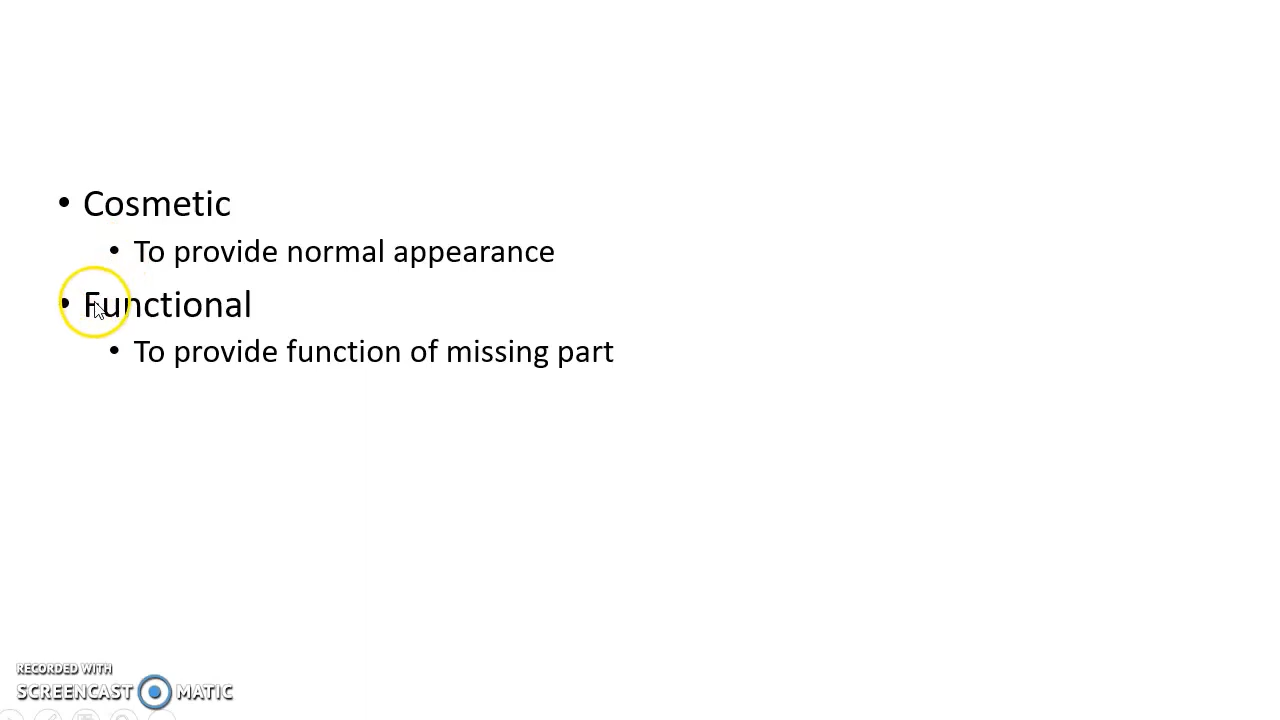 • Cosmetic
• To provide normal appearance
• Functional
• To provide function of missing part
RECORDED WITH
SCREENCAST MATIC